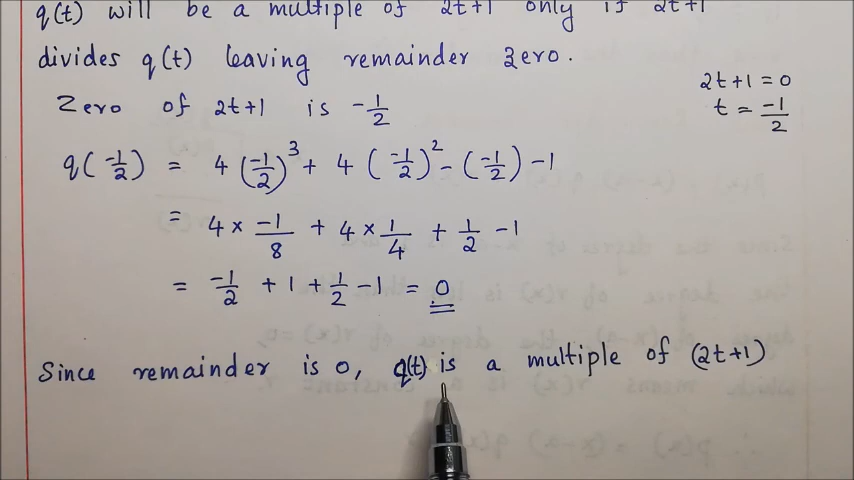 q(t) will be a multiple of 2t+1 only if 2t+1
divides q(t) leaving remainder zero.
2t+1 = 0
Zero of 2t+1 is -1/2
t = -1/2
q(-1/2) = 4(-1/2)³ + 4(-1/2)² - (-1/2) - 1
= 4 × -1/8 + 4 × 1/4 + 1/2 - 1
= -1/2 + 1 + 1/2 - 1 = 0
Since remainder is 0, q(t) is a multiple of (2t+1)